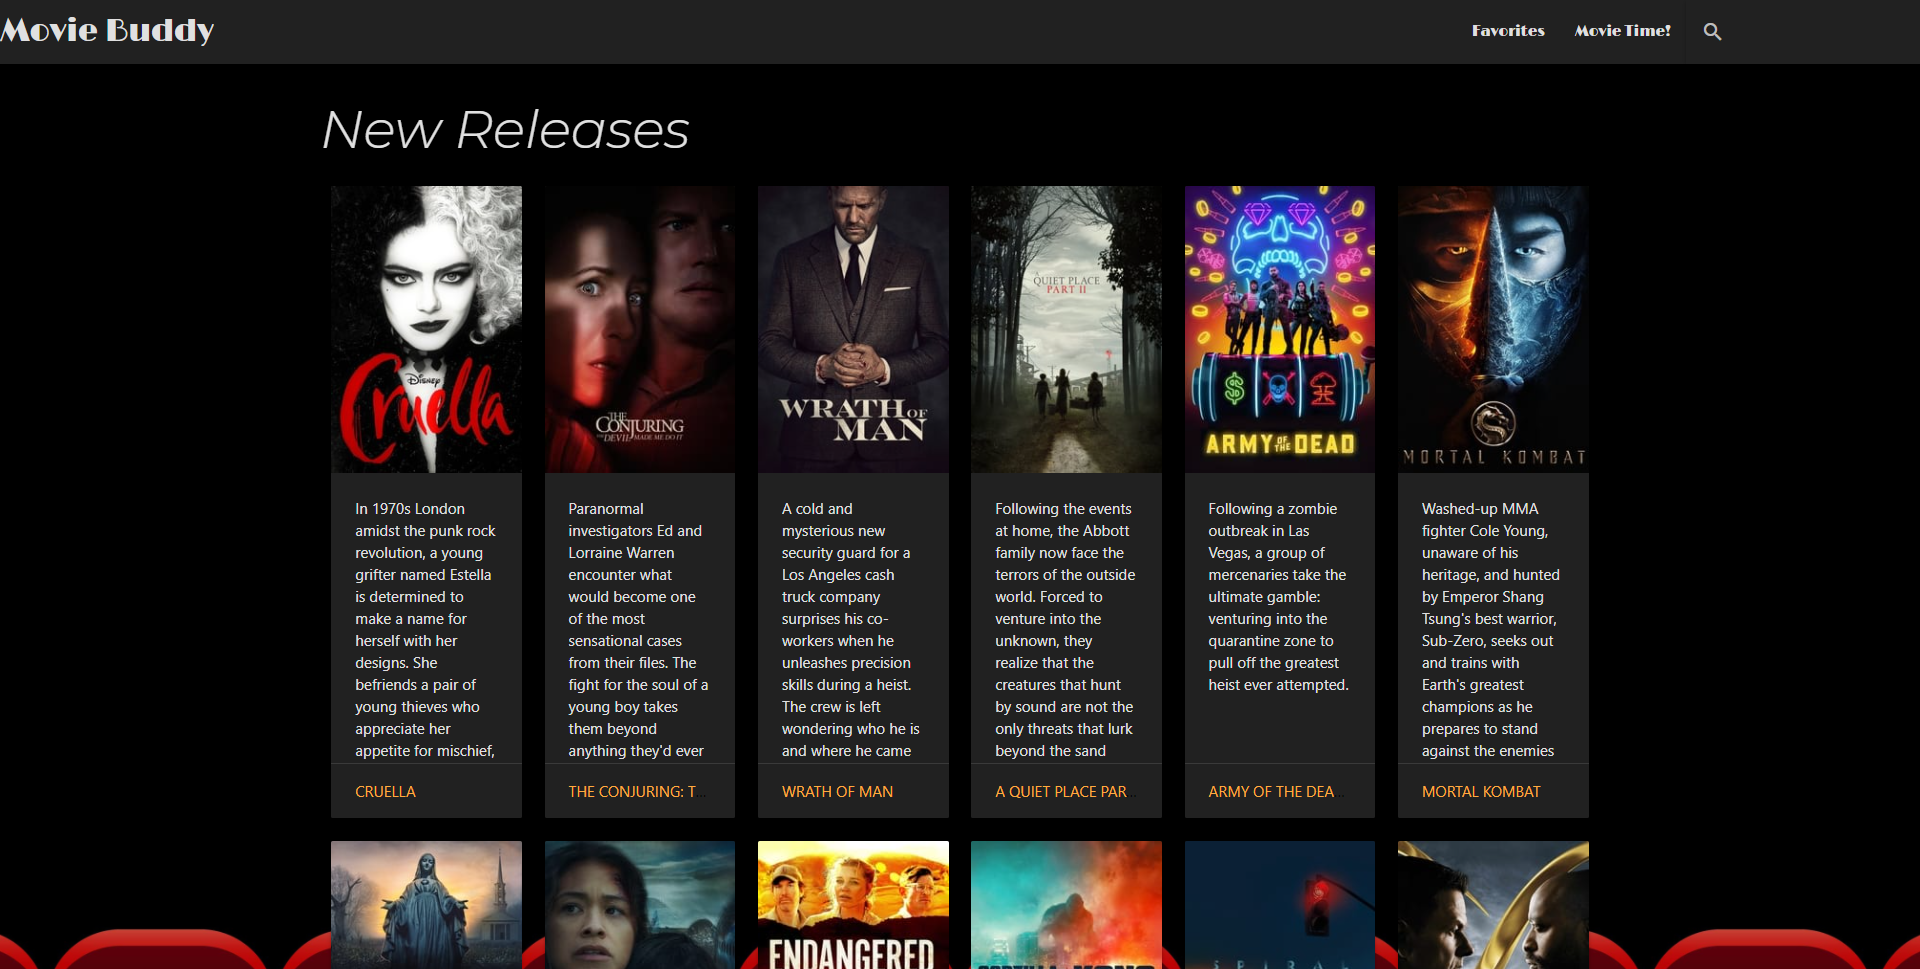 Movie Buddy
Favorites
Movie Time!
New Releases
DISNEY
Cruella
THE
CONJURING
THE DEVIL MADE ME DO IT
WRATH OF
MAN
A
QUIET PLACE
PART II
ARMY OF THE DEAD
MORTAL KOMBAT
In 1970s London
amidst the punk rock
revolution, a young
grifter named Estella
is determined to
make a name for
herself with her
designs. She
befriends a pair of
young thieves who
appreciate her
appetite for mischief,
CRUELLA
Paranormal
investigators Ed and
Lorraine Warren
encounter what
would become one
of the most
sensational cases
from their files. The
fight for the soul of a
young boy takes
them beyond
anything they'd ever
THE CONJURING: T...
A cold and
mysterious new
security guard for a
Los Angeles cash
truck company
surprises his co-
workers when he
unleashes precision
skills during a heist.
The crew is left
wondering who he is
and where he came
WRATH OF MAN
Following the events
at home, the Abbott
family now face the
terrors of the outside
world. Forced to
venture into the
unknown, they
realize that the
creatures that hunt
by sound are not the
only threats that lurk
beyond the sand
A QUIET PLACE PAR...
Following a zombie
outbreak in Las
Vegas, a group of
mercenaries take the
ultimate gamble:
venturing into the
quarantine zone to
pull off the greatest
heist ever attempted.
ARMY OF THE DEA...
Washed-up MMA
fighter Cole Young,
unaware of his
heritage, and hunted
by Emperor Shang
Tsung's best warrior,
Sub-Zero, seeks out
and trains with
Earth's greatest
champions as he
prepares to stand
against the enemies
MORTAL KOMBAT
ENDANGERED
SPIRAL